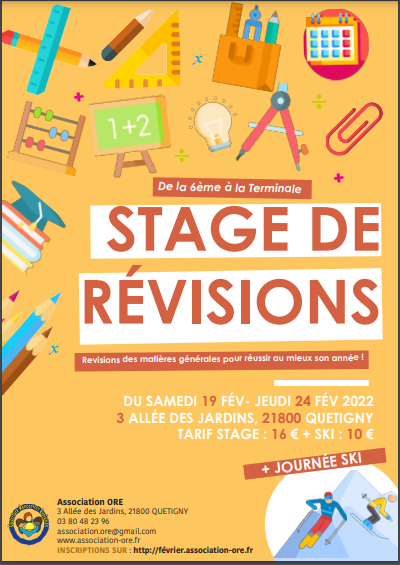 1+2
De la 6ème à la Terminale
STAGE DE
RÉVISIONS
Revisions des matières générales pour réussir au mieux son année !
DU SAMEDI 19 FÉV- JEUDI 24 FÉV 2022
3 ALLÉE DES JARDINS, 21800 QUETIGNY
TARIF STAGE : 16 € + SKI : 10 €
+ JOURNÉE SKI
Association ORE
3 Allée des Jardins, 21800 QUETIGNY
03 80 48 23 96
association.ore@gmail.com
www.association-ore.fr
INSCRIPTIONS SUR : http://février.association-ore.fr